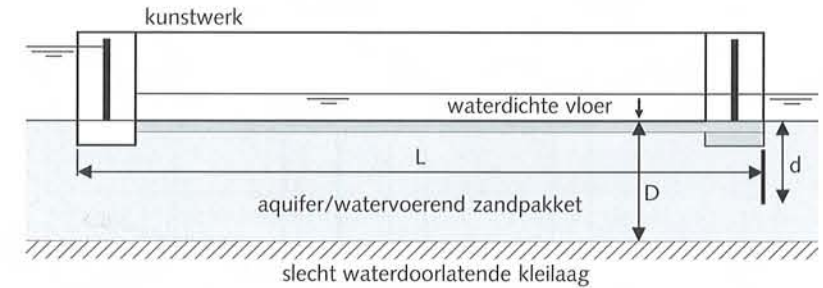 kunstwerk
waterdichte vloer
L
D
d
aquifer/watervoerend zandpakket
slecht waterdoorlatende kleilaag